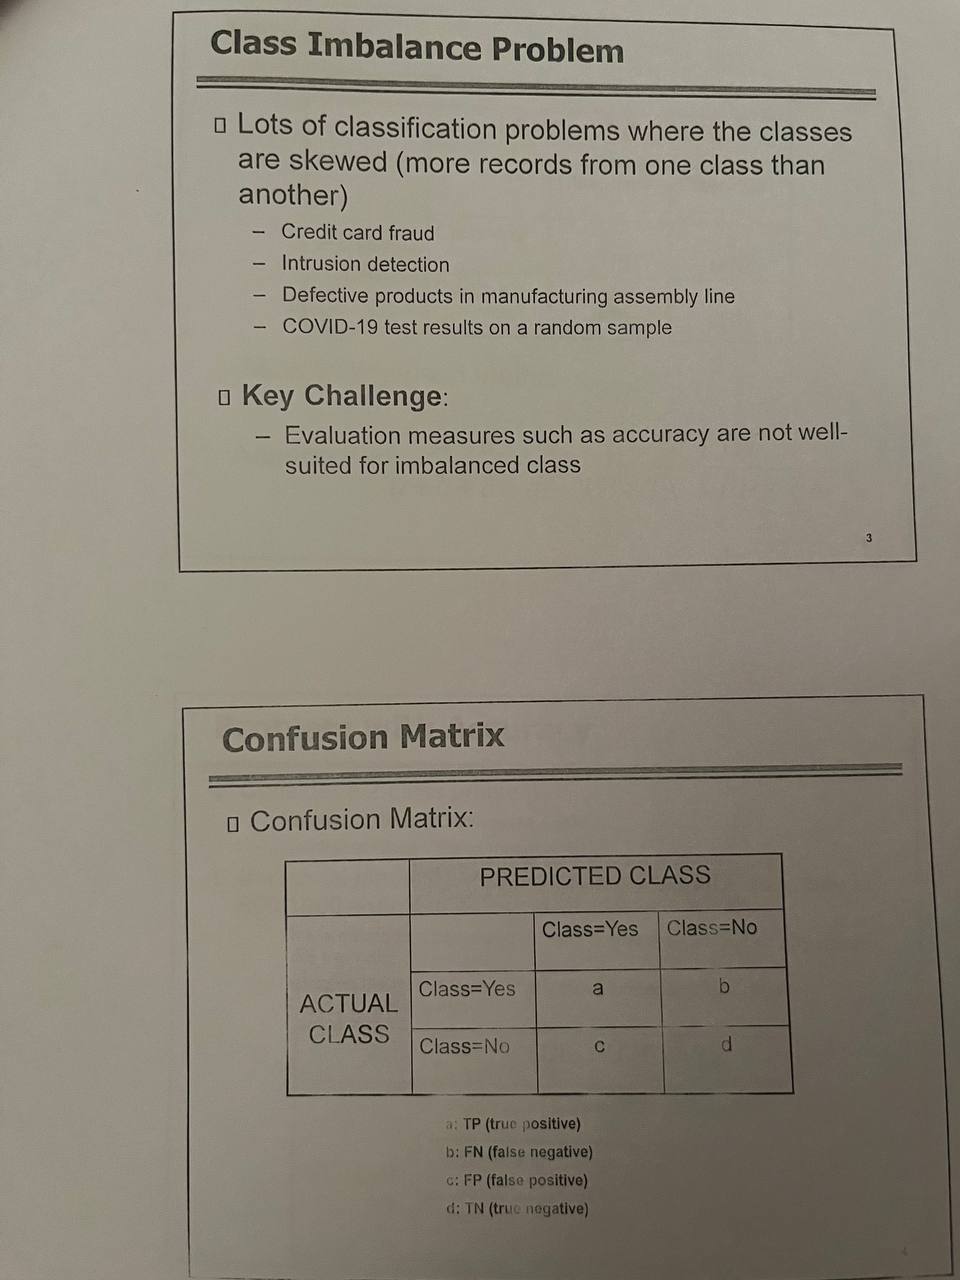 Class Imbalance Problem
Lots of classification problems where the classes
are skewed (more records from one class than
another)
– Credit card fraud
– Intrusion detection
– Defective products in manufacturing assembly line
– COVID-19 test results on a random sample
Key Challenge:
– Evaluation measures such as accuracy are not well-
suited for imbalanced class
3
Confusion Matrix
Confusion Matrix:
PREDICTED CLASS
Class=Yes Class=No
ACTUAL
CLASS
Class=Yes a b
Class=No c d
a: TP (true positive)
b: FN (false negative)
c: FP (false positive)
d: TN (true negative)
4